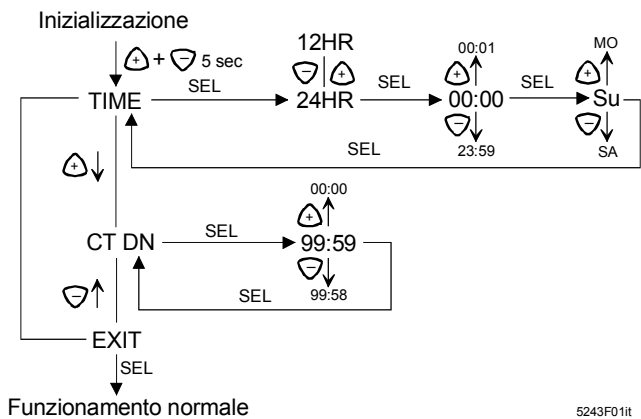 Inizializzazione
+ + − 5 sec
12HR
− +
00:01
MO
TIME
SEL
24HR
SEL
+
00:00
SEL
+
Su
−
23:59
−
SA
SEL
+
00:00
+
CT DN
SEL
99:59
−
99:58
SEL
−
EXIT
SEL
Funzionamento normale
5243F01it